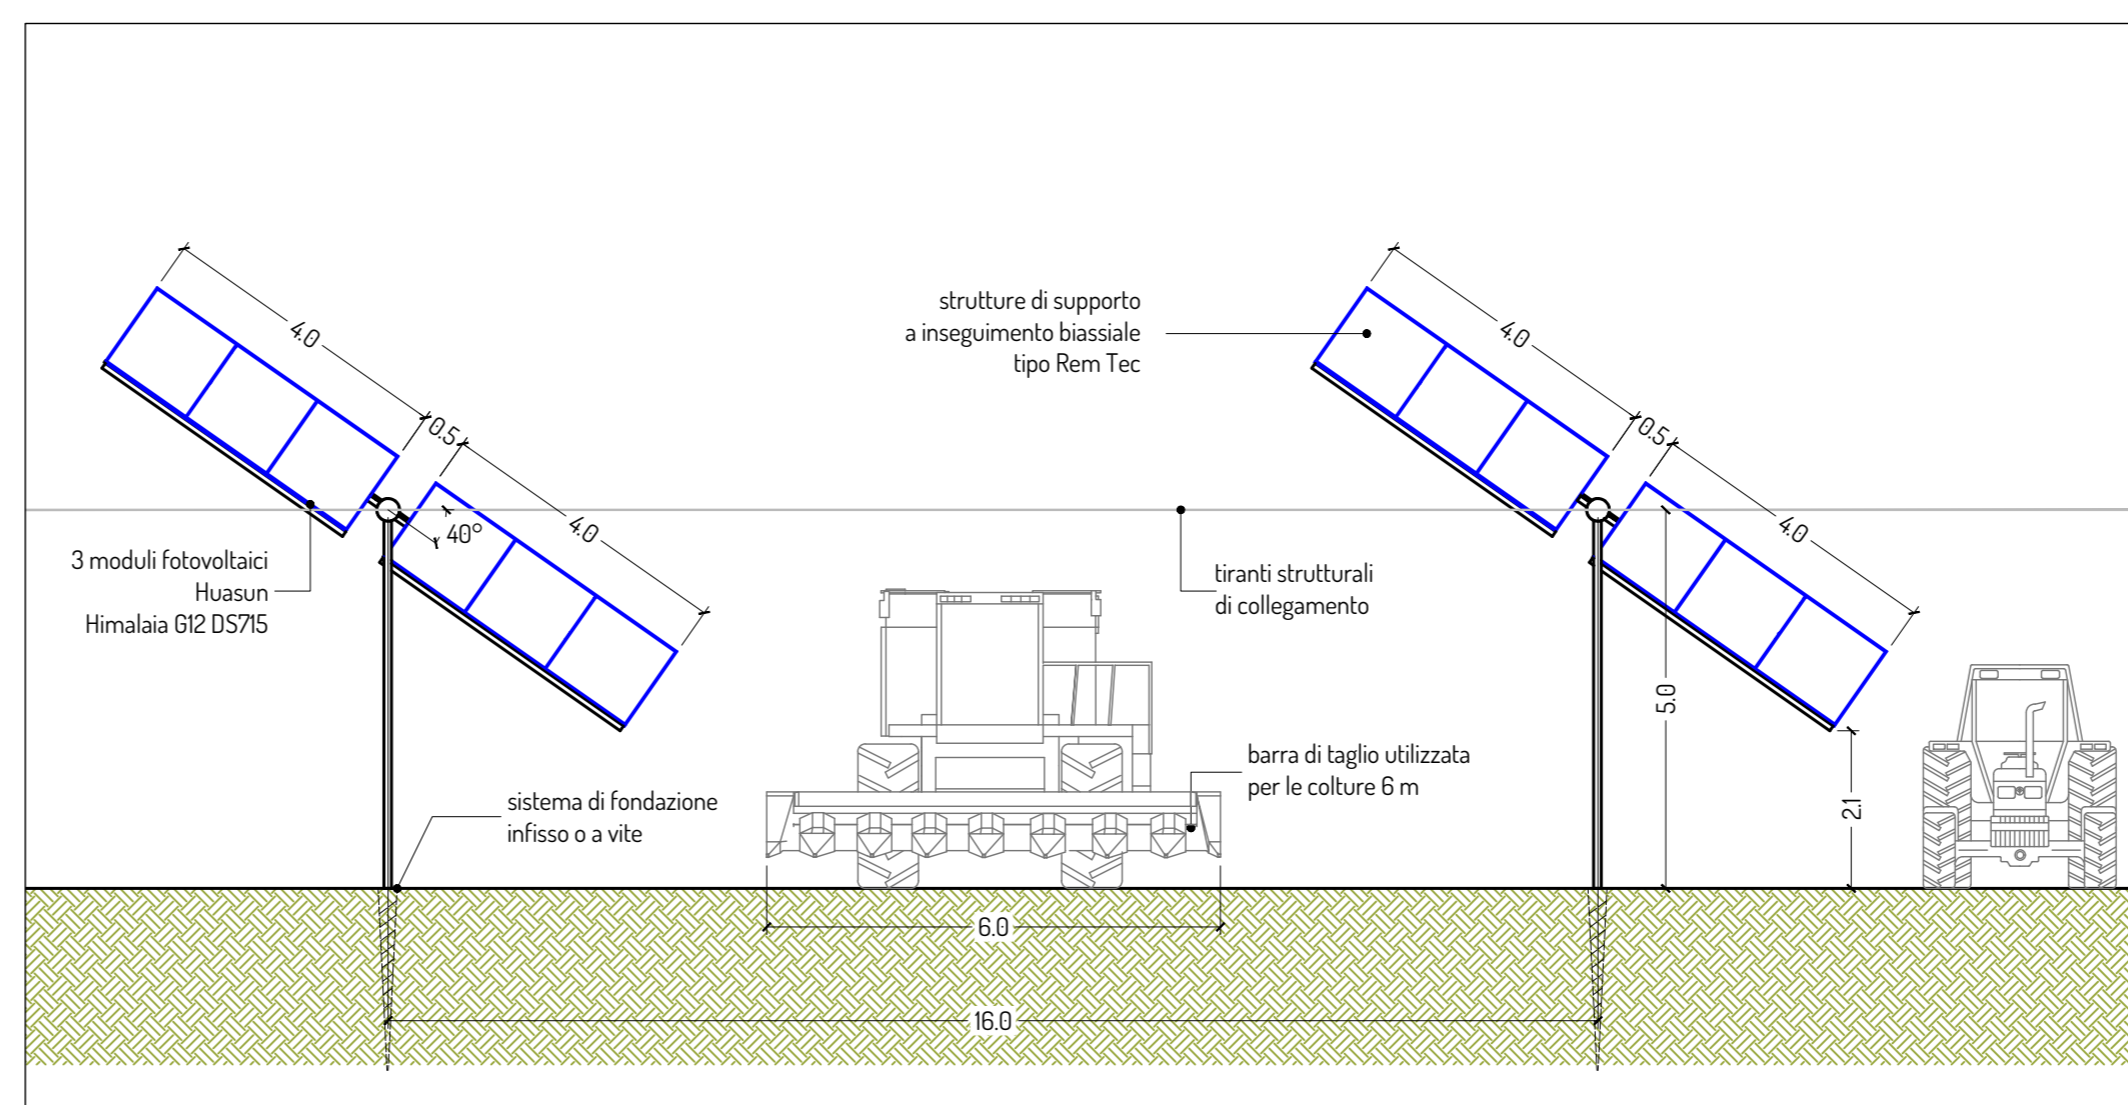 4.0
0.5
4.0
40°
3 moduli fotovoltaici
Huasun
Himalaia G12 DS715
strutture di supporto
a inseguimento biassiale
tipo Rem Tec
4.0
0.5
4.0
tiranti strutturali
di collegamento
5.0
2.1
barra di taglio utilizzata
per le colture 6 m
sistema di fondazione
infisso o a vite
6.0
16.0